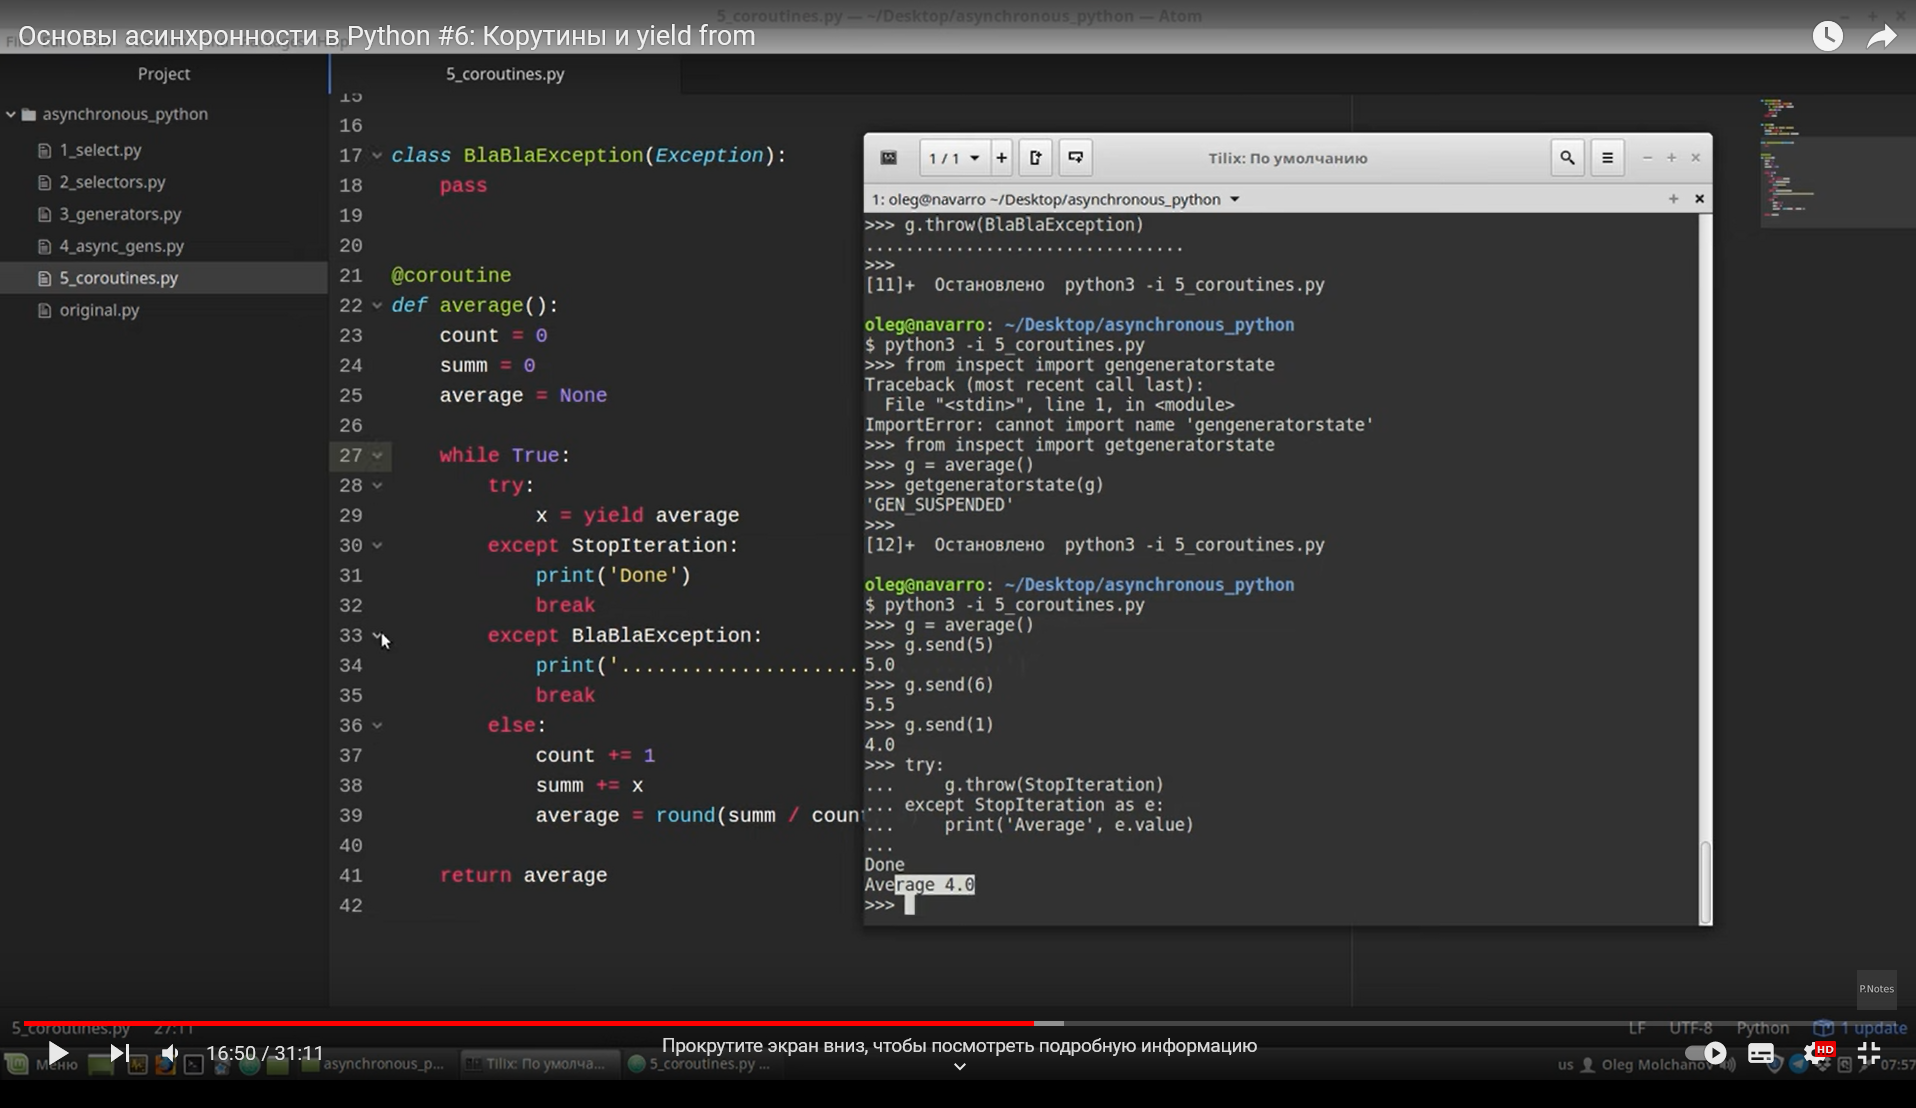 5_coroutines.py — ~/Desktop/asynchronous_python — Atom
Основы асинхронности в Python #6: Корутины и yield from
Project
5_coroutines.py
asynchronous_python
1_select.py
2_selectors.py
3_generators.py
4_async_gens.py
5_coroutines.py
original.py
15
16
17 class BlaBlaException(Exception):
18 pass
19
20
21 @coroutine
22 def average():
23 count = 0
24 summ = 0
25 average = None
26
27 while True:
28 try:
29 x = yield average
30 except StopIteration:
31 print('Done')
32 break
33 except BlaBlaException:
34 print('....................
35 break
36 else:
37 count += 1
38 summ += x
39 average = round(summ / coun
40
41 return average
42
1 / 1
Tilix: По умолчанию
1: oleg@navarro ~/Desktop/asynchronous_python
>>> g.throw(BlaBlaException)
................................
>>>
[11]+  Остановлено  python3 -i 5_coroutines.py
oleg@navarro: ~/Desktop/asynchronous_python
$ python3 -i 5_coroutines.py
>>> from inspect import gengeneratorstate
Traceback (most recent call last):
File "<stdin>", line 1, in <module>
ImportError: cannot import name 'gengeneratorstate'
>>> from inspect import getgeneratorstate
>>> g = average()
>>> getgeneratorstate(g)
'GEN_SUSPENDED'
>>>
[12]+  Остановлено  python3 -i 5_coroutines.py
oleg@navarro: ~/Desktop/asynchronous_python
$ python3 -i 5_coroutines.py
>>> g = average()
>>> g.send(5)
5.0
>>> g.send(6)
5.5
>>> g.send(1)
4.0
>>> try:
...     g.throw(StopIteration)
... except StopIteration as e:
...     print('Average', e.value)
...
Done
Average 4.0
>>>
P.Notes
5_coroutines.py 27:11
LF UTF-8 Python 1 update
16:50 / 31:11
Прокрутите экран вниз, чтобы посмотреть подробную информацию
HD
Меню
asynchronous_p...
Tilix: По умолча...
5_coroutines.py ...
us Oleg Molchanov
07:57